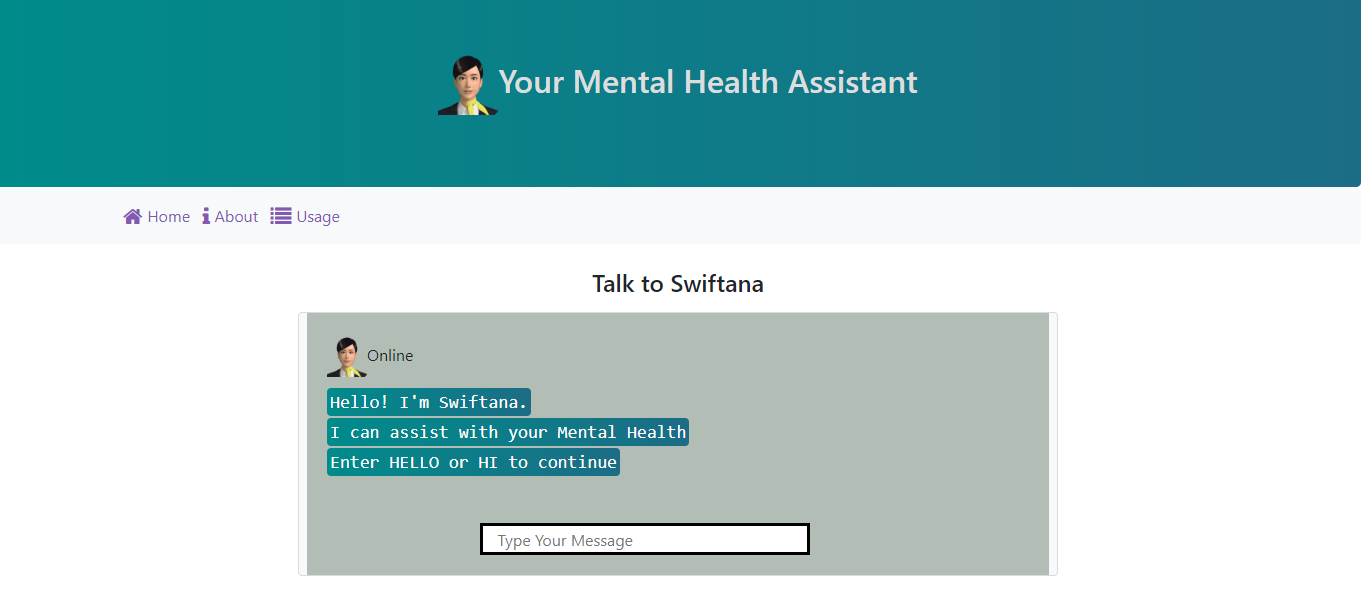 Your Mental Health Assistant
Home About Usage
Talk to Swiftana
Online
Hello! I'm Swiftana.
I can assist with your Mental Health
Enter HELLO or HI to continue
Type Your Message